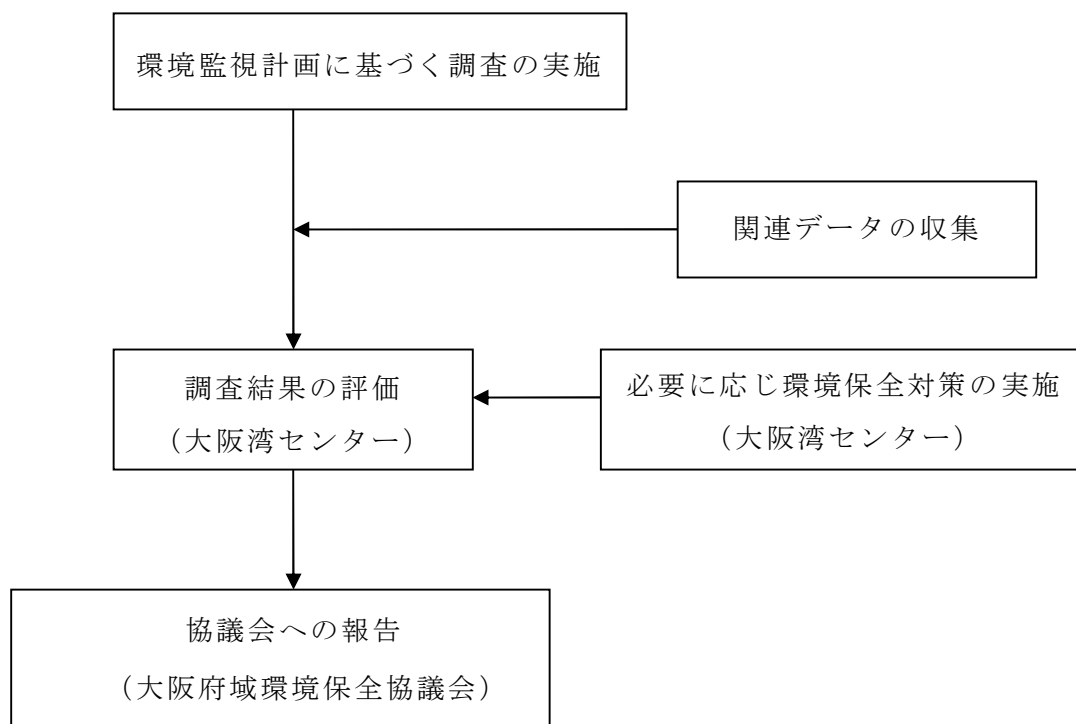 環境監視計画に基づく調査の実施
関連データの収集
調査結果の評価
（大阪湾センター）
必要に応じ環境保全対策の実施
（大阪湾センター）
協議会への報告
（大阪府域環境保全協議会）